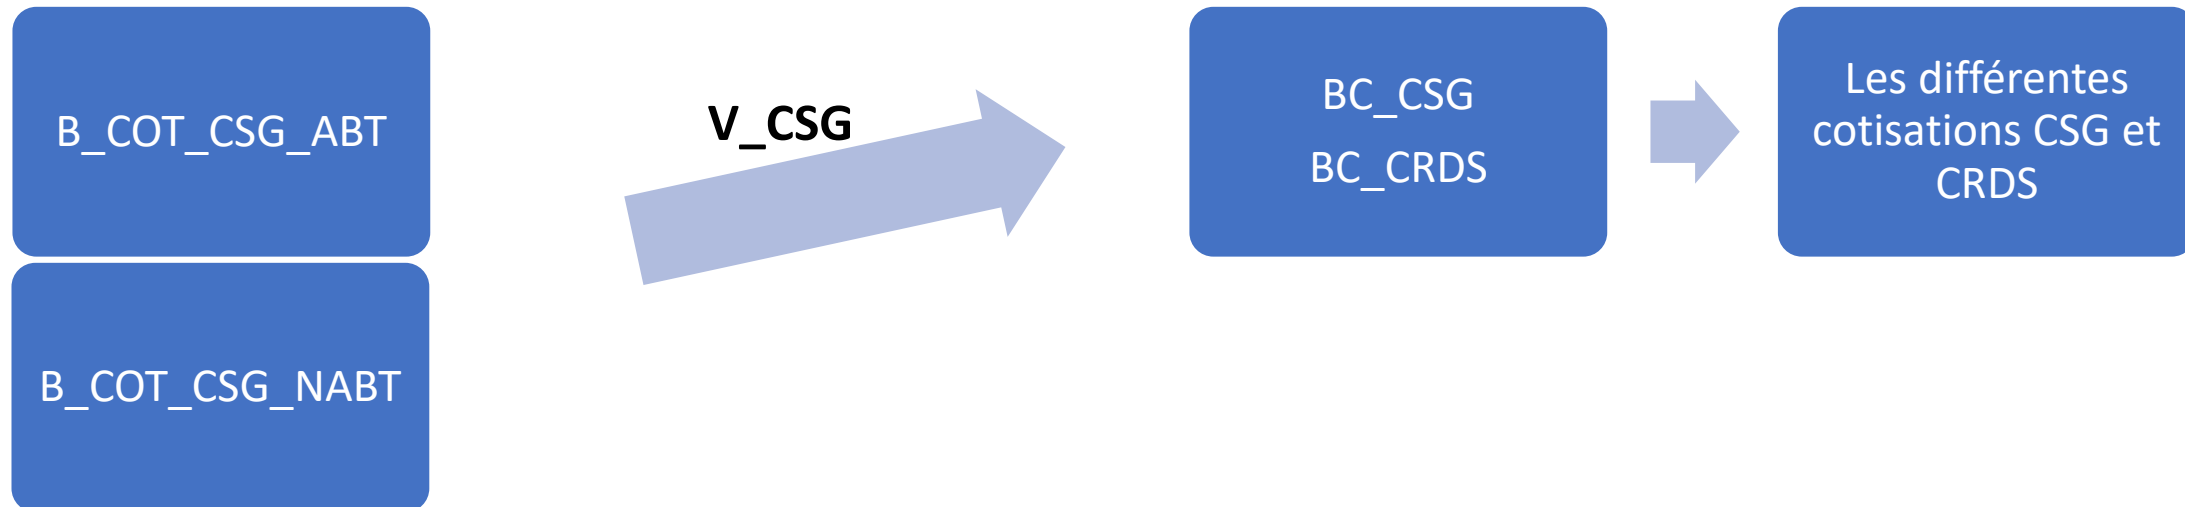 B_COT_CSG_ABT
B_COT_CSG_NABT
V_CSG
BC_CSG
BC_CRDS
Les différentes
cotisations CSG et
CRDS